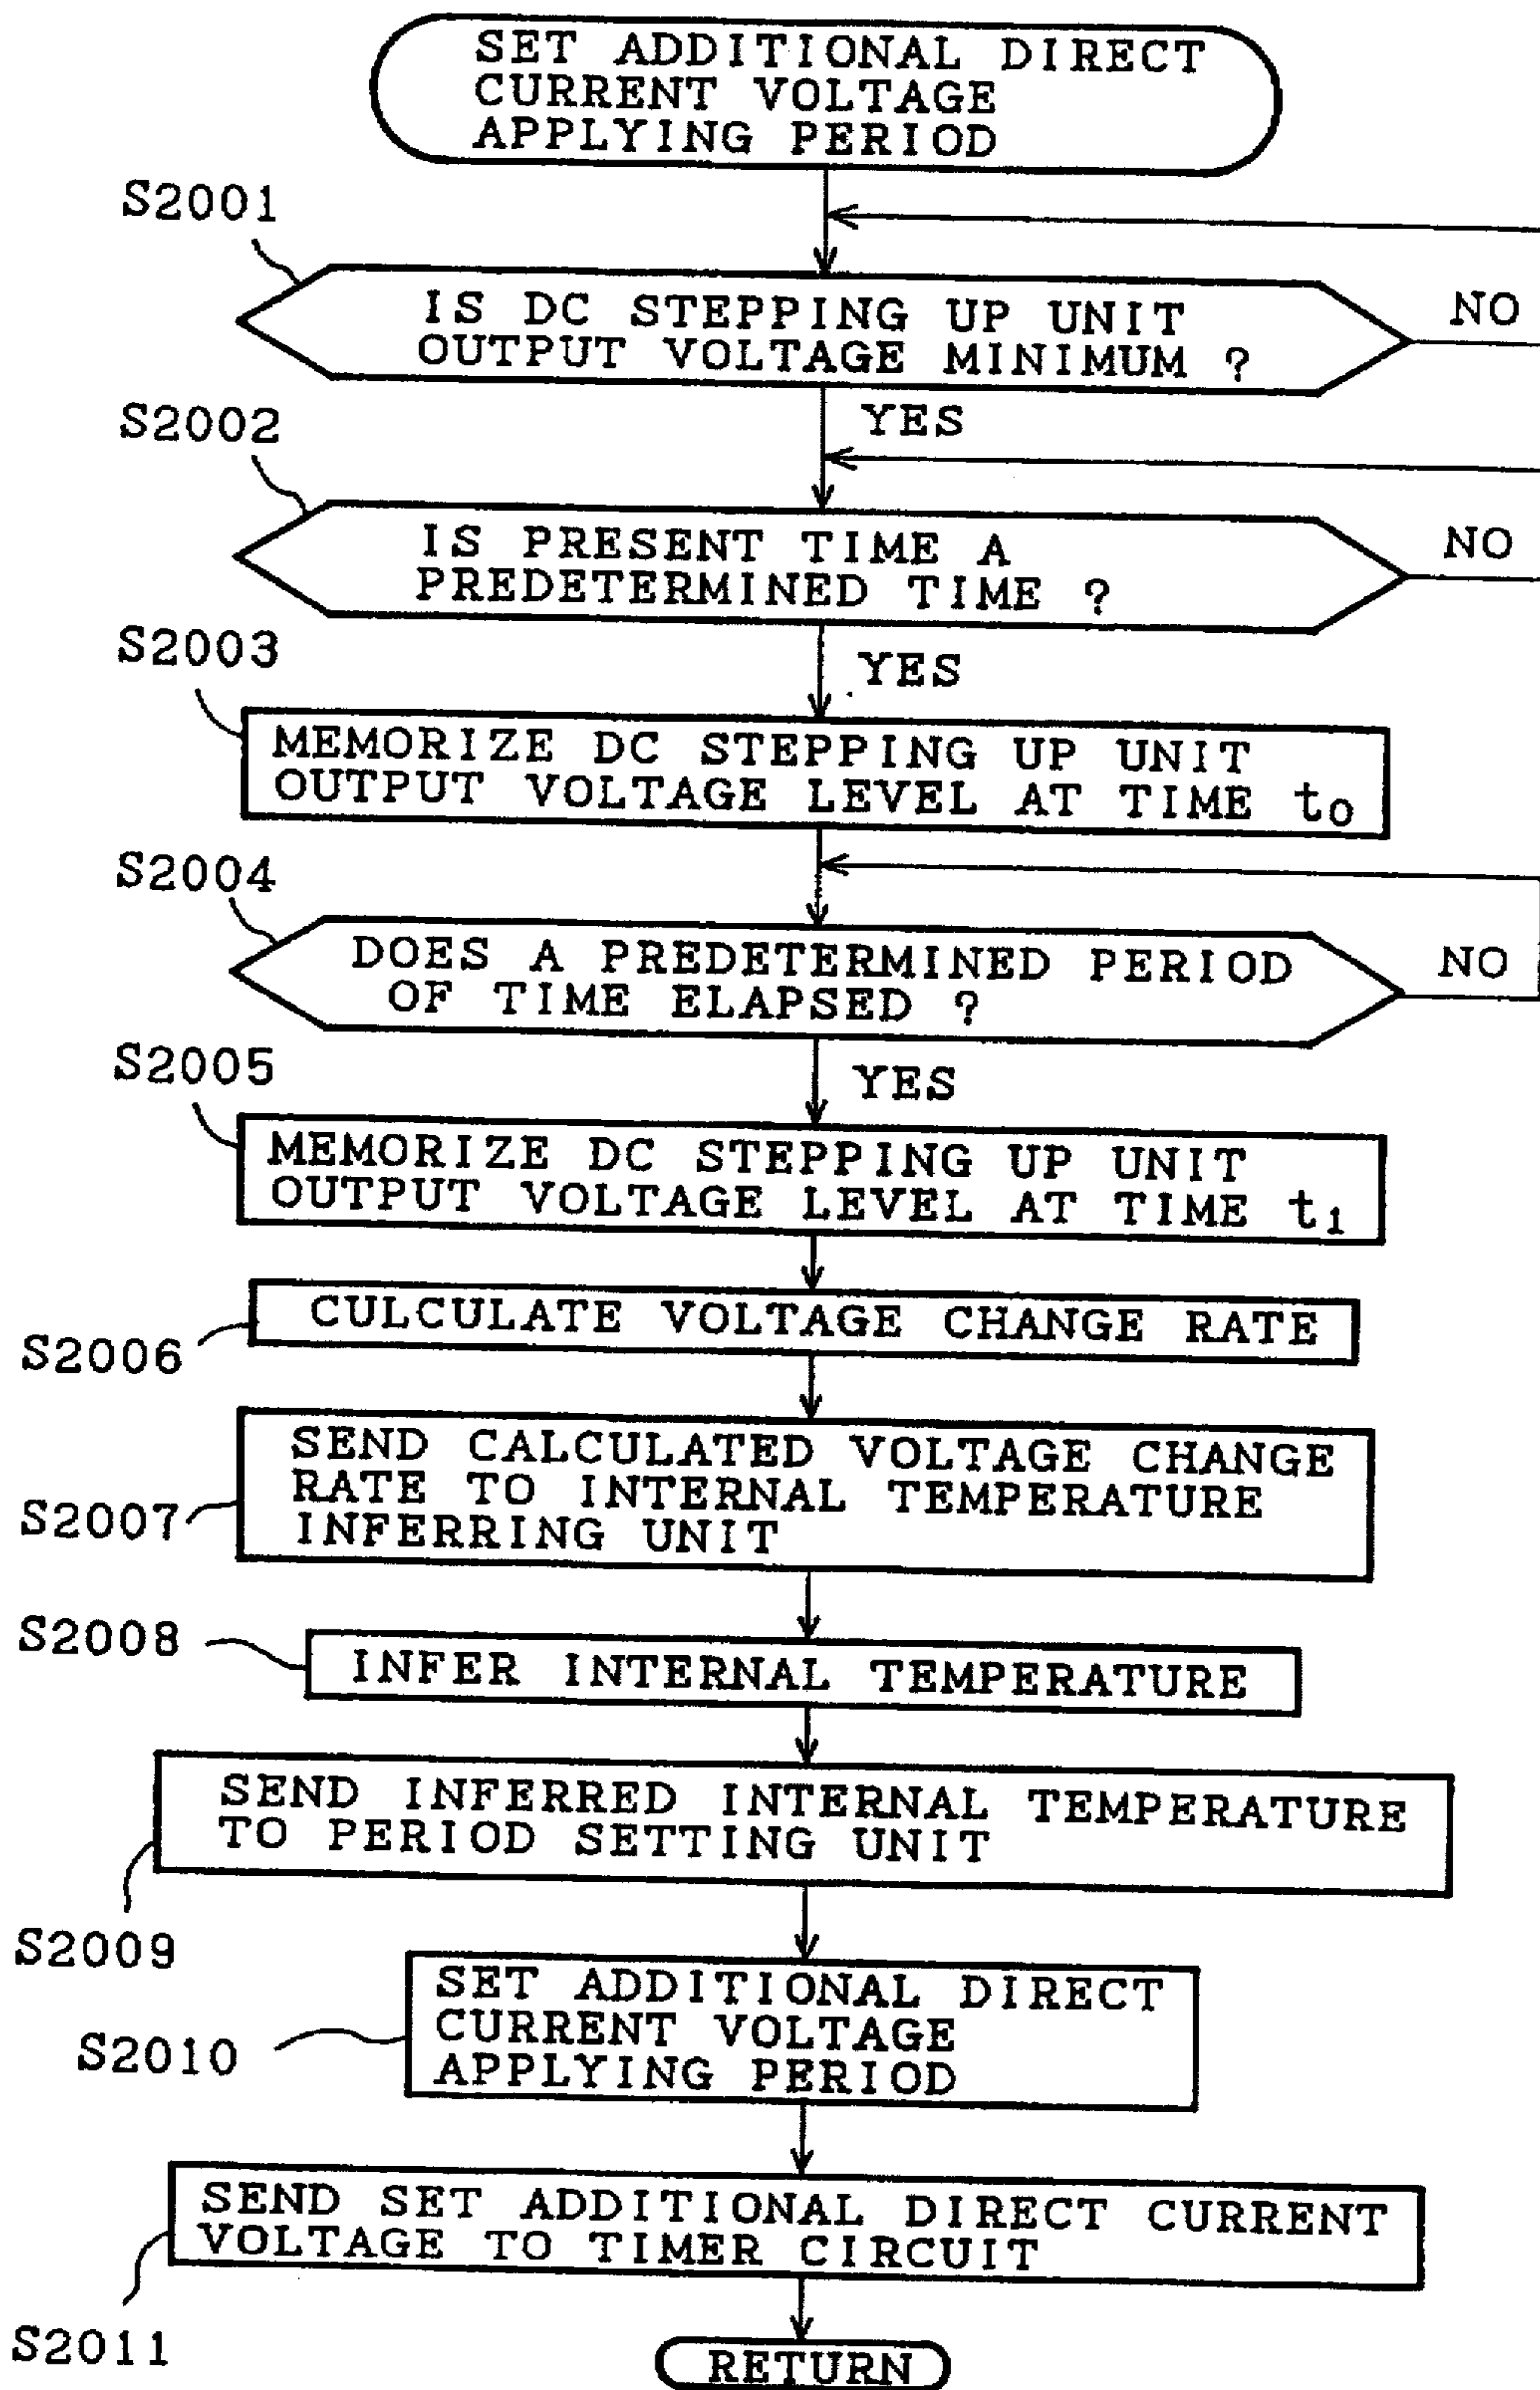 SET ADDITIONAL DIRECT
CURRENT VOLTAGE
APPLYING PERIOD
S2001
IS DC STEPPING UP UNIT
OUTPUT VOLTAGE MINIMUM ?
NO
YES
S2002
IS PRESENT TIME A
PREDETERMINED TIME ?
NO
YES
S2003
MEMORIZE DC STEPPING UP UNIT
OUTPUT VOLTAGE LEVEL AT TIME t0
S2004
DOES A PREDETERMINED PERIOD
OF TIME ELAPSED ?
NO
YES
S2005
MEMORIZE DC STEPPING UP UNIT
OUTPUT VOLTAGE LEVEL AT TIME t1
CULCULATE VOLTAGE CHANGE RATE
S2006
SEND CALCULATED VOLTAGE CHANGE
RATE TO INTERNAL TEMPERATURE
INFERRING UNIT
S2007
S2008
INFER INTERNAL TEMPERATURE
SEND INFERRED INTERNAL TEMPERATURE
TO PERIOD SETTING UNIT
S2009
SET ADDITIONAL DIRECT
CURRENT VOLTAGE
APPLYING PERIOD
S2010
SEND SET ADDITIONAL DIRECT CURRENT
VOLTAGE TO TIMER CIRCUIT
S2011
RETURN